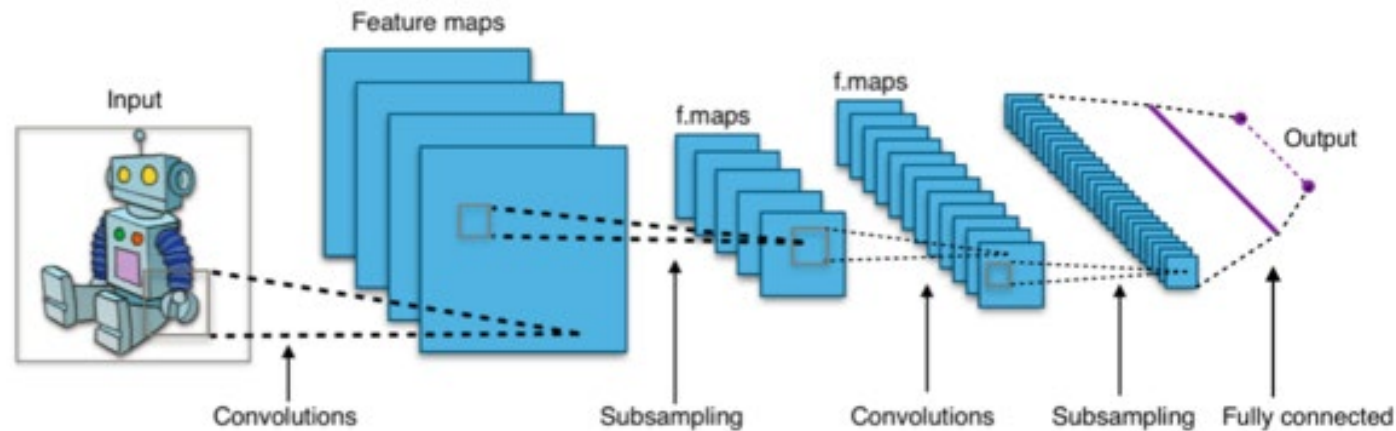 Feature maps
Input
f.maps
f.maps
Output
Convolutions
Subsampling
Convolutions
Subsampling
Fully connected